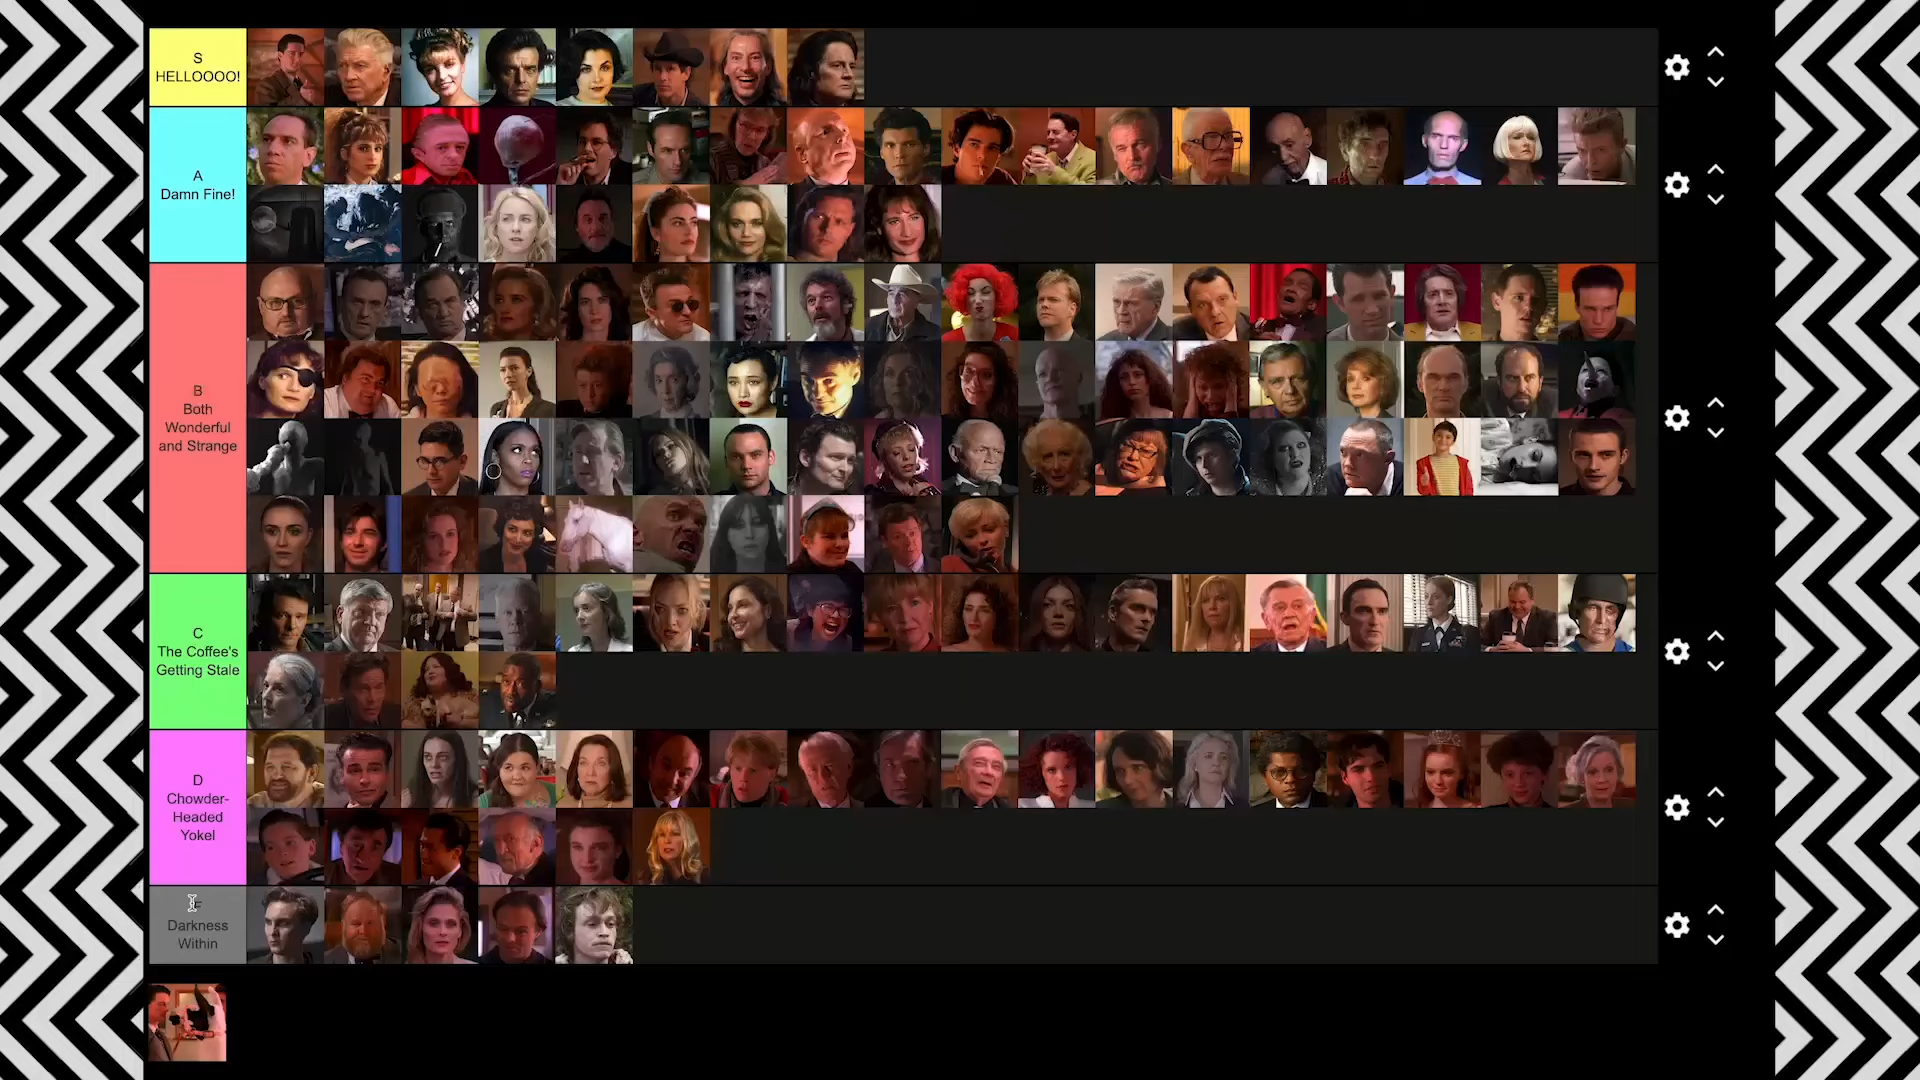 S
HELLOOOO!
A
Damn Fine!
B
Both
Wonderful
and Strange
C
The Coffee's
Getting Stale
D
Chowder-
Headed
Yokel
F
Darkness
Within